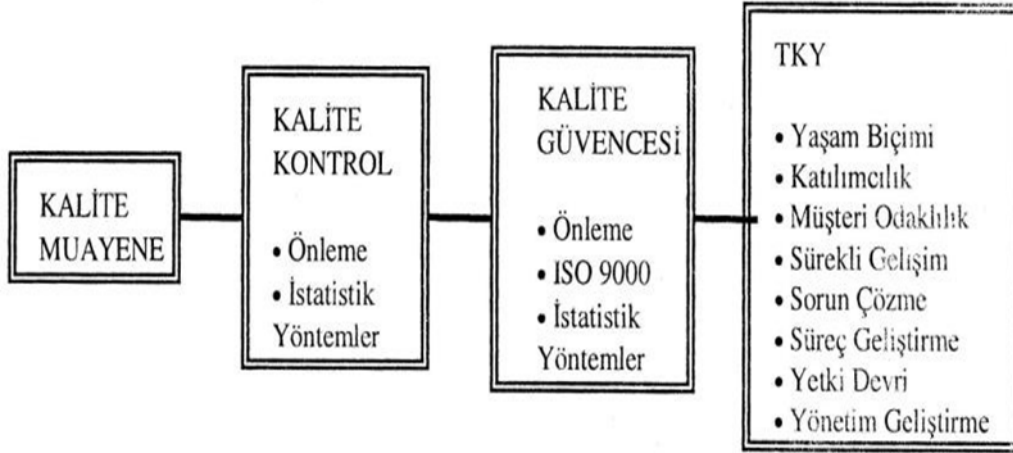 KALİTE
MUAYENE
KALİTE
KONTROL
• Önleme
• İstatistik
Yöntemler
KALİTE
GÜVENCESİ
• Önleme
• ISO 9000
• İstatistik
Yöntemler
TKY
• Yaşam Biçimi
• Katılımcılık
• Müşteri Odaklılık
• Sürekli Gelişim
• Sorun Çözme
• Süreç Geliştirme
• Yetki Devri
• Yönetim Geliştirme